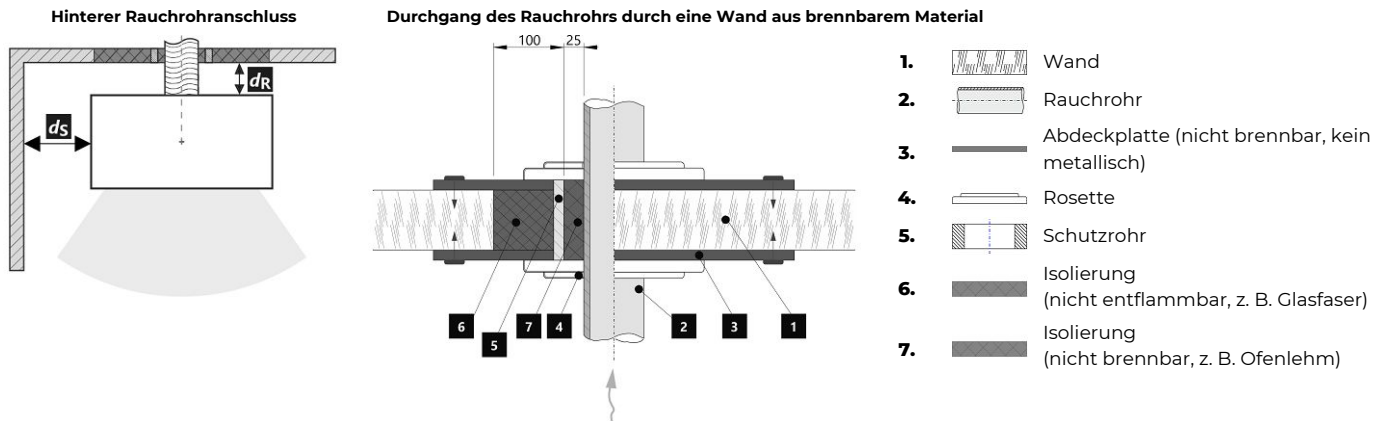 Hinterer Rauchrohranschluss
dR
dS
Durchgang des Rauchrohrs durch eine Wand aus brennbarem Material
100
25
6
5
7
4
2
3
1
1. Wand
2. Rauchrohr
3. Abdeckplatte (nicht brennbar, kein
metallisch)
4. Rosette
5. Schutzrohr
6. Isolierung
(nicht entflammbar, z. B. Glasfaser)
7. Isolierung
(nicht brennbar, z. B. Ofenlehm)